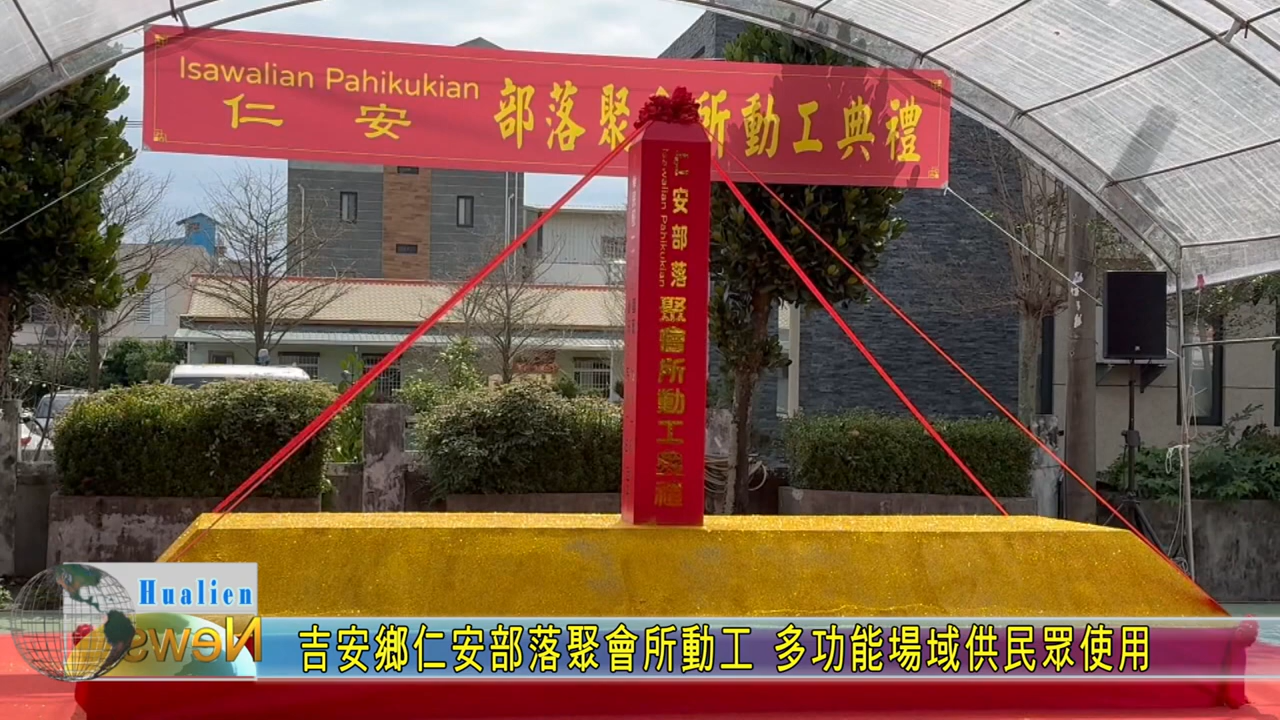 Isawalian Pahikukian
仁安 部落聚會所動工典禮
仁安部落聚會所動工典禮
Isawalian Pahikukian
Hualien
News
吉安鄉仁安部落聚會所動工 多功能場域供民眾使用